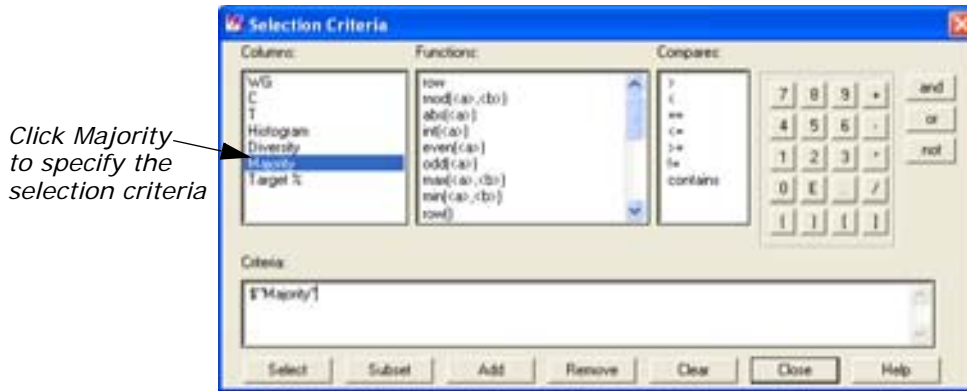 Selection Criteria
Columns:
Functions:
Compares:
WG
C
T
Histogram
Diversity
Majority
Target %
row
mod(<a>,<b>)
abs(<a>)
int(<a>)
even(<a>)
odd(<a>)
max(<a>,<b>)
min(<a>,<b>)
row()
>
<
==
<=
>=
!=
contains
7 8 9 +
4 5 6 -
1 2 3 *
0 E . /
( ) [ ]
and
or
not
Click Majority
to specify the
selection criteria
Criteria:
$"Majority"
Select Subset Add Remove Clear Close Help